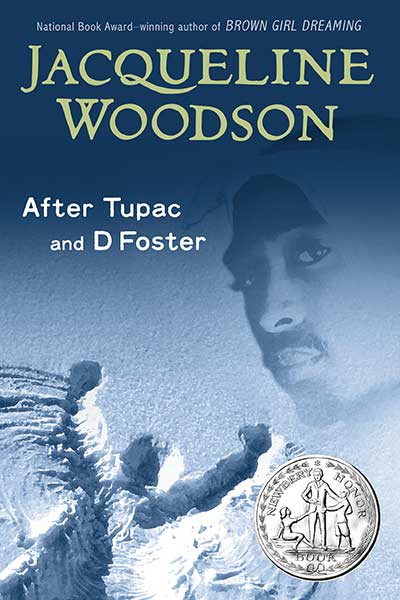 National Book Award–winning author of BROWN GIRL DREAMING
JACQUELINE
WOODSON
After Tupac
and D Foster
NEWBERY HONOR
BOOK